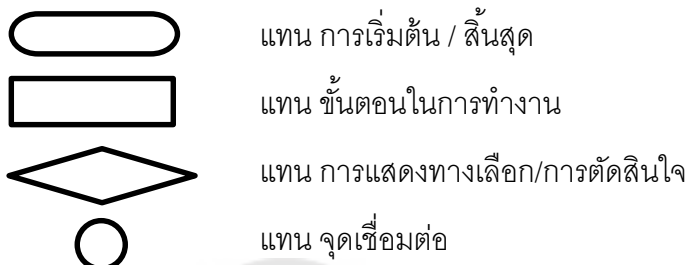 แทน การเริ่มต้น / สิ้นสุด
แทน ขั้นตอนในการทำงาน
แทน การแสดงทางเลือก/การตัดสินใจ
แทน จุดเชื่อมต่อ